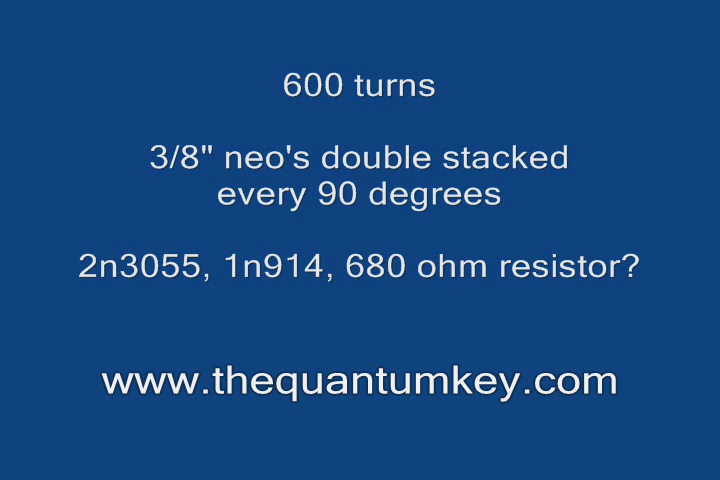 600 turns
3/8" neo's double stacked
every 90 degrees
2n3055, 1n914, 680 ohm resistor?
www.thequantumkey.com